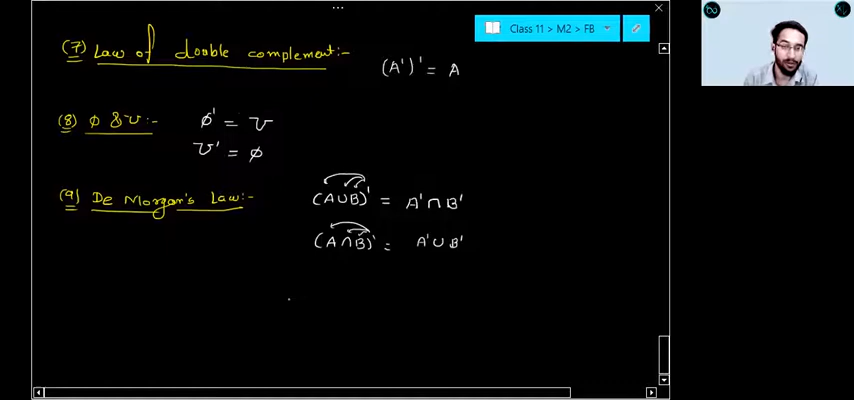 Class 11 > M2 > FB
(7) Law of double complement:- (A')' = A
(8) ϕ & U:- ϕ' = U
U' = ϕ
(9) De Morgan's Law:- (A∪B)' = A'∩B'
(A∩B)' = A'∪B'